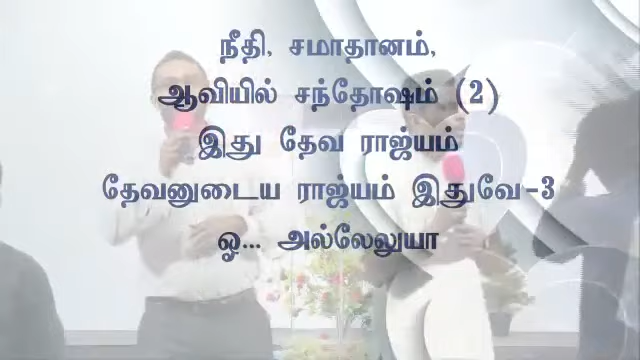 நீதி, சமாதானம்,
ஆவியில் சந்தோஷம் (2)
இது தேவ ராஜ்யம்
தேவனுடைய ராஜ்யம் இதுவே-3
ஓ... அல்லேலுயா